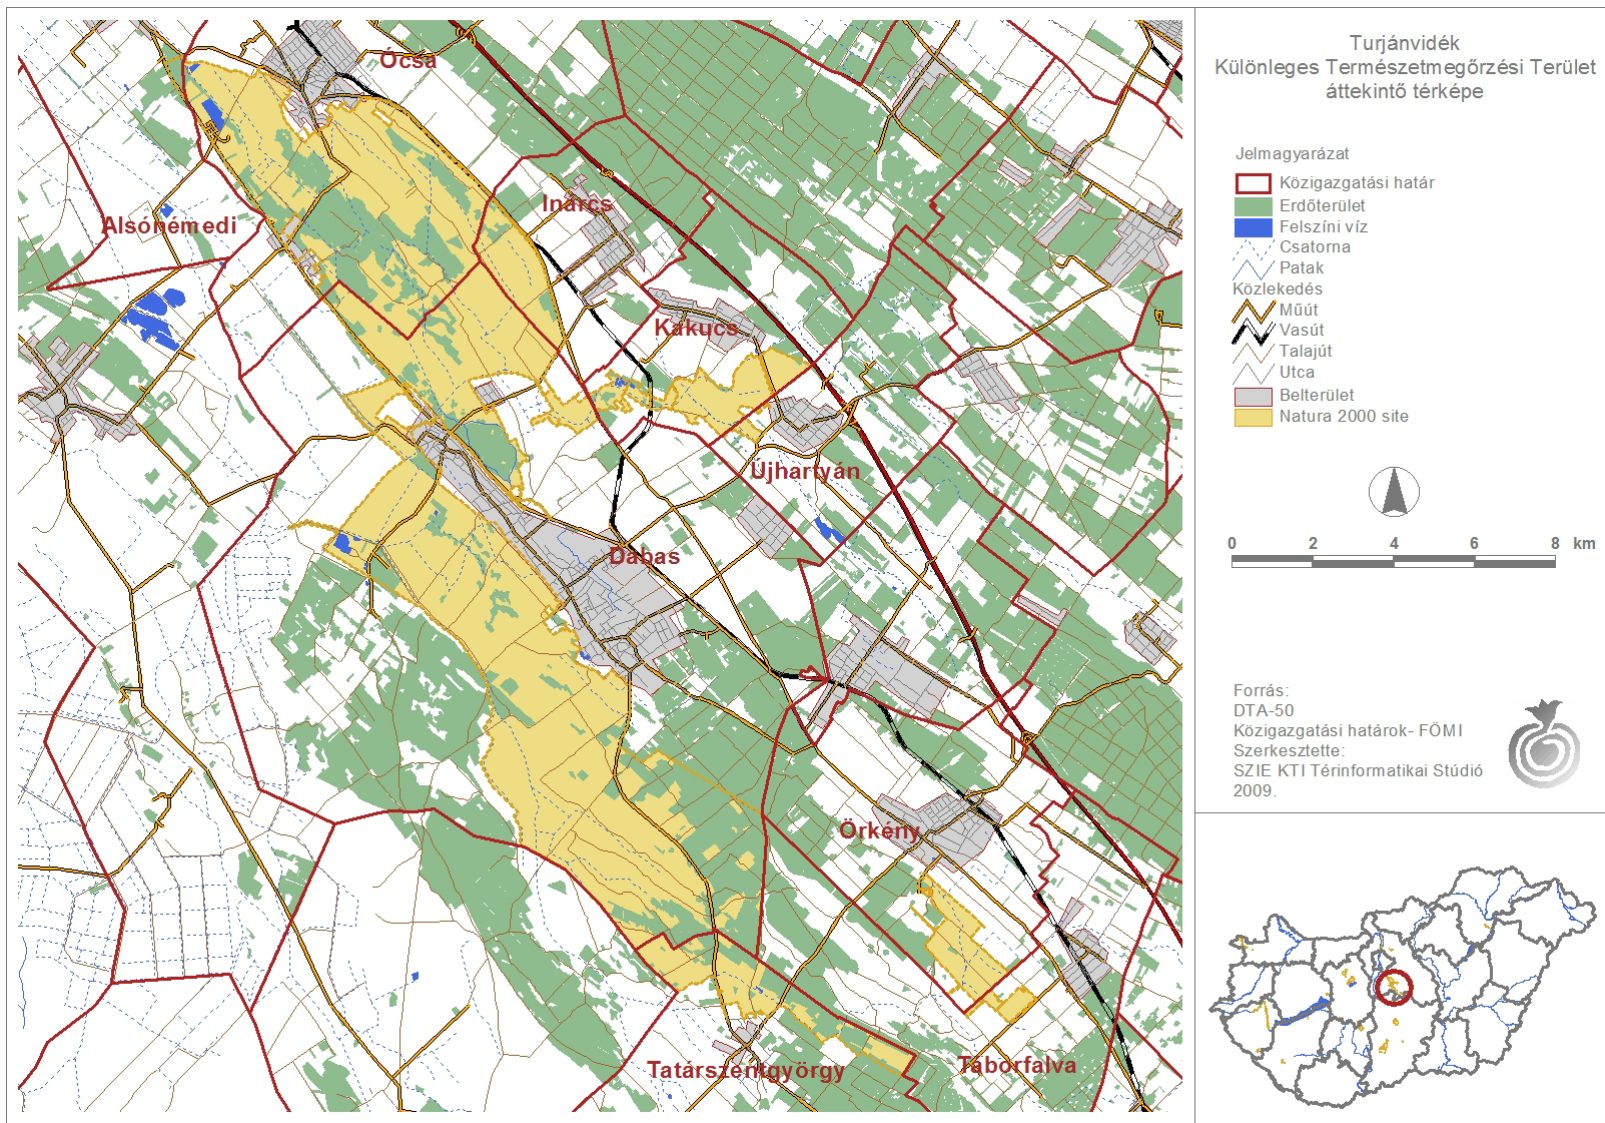 Ócsa
Alsónémedi
Inárcs
Kakucs
Újhartyán
Dabas
Örkény
Tatárszentgyörgy
Táborfalva
Turjánvidék
Különleges Természetmegőrzési Terület
áttekintő térképe
Jelmagyarázat
Közigazgatási határ
Erdőterület
Felszíni víz
Csatorna
Patak
Közlekedés
Műút
Vasút
Talajút
Utca
Belterület
Natura 2000 site
0 2 4 6 8 km
Forrás:
DTA-50
Közigazgatási határok- FÖMI
Szerkesztette:
SZIE KTI Térinformatikai Stúdió
2009.